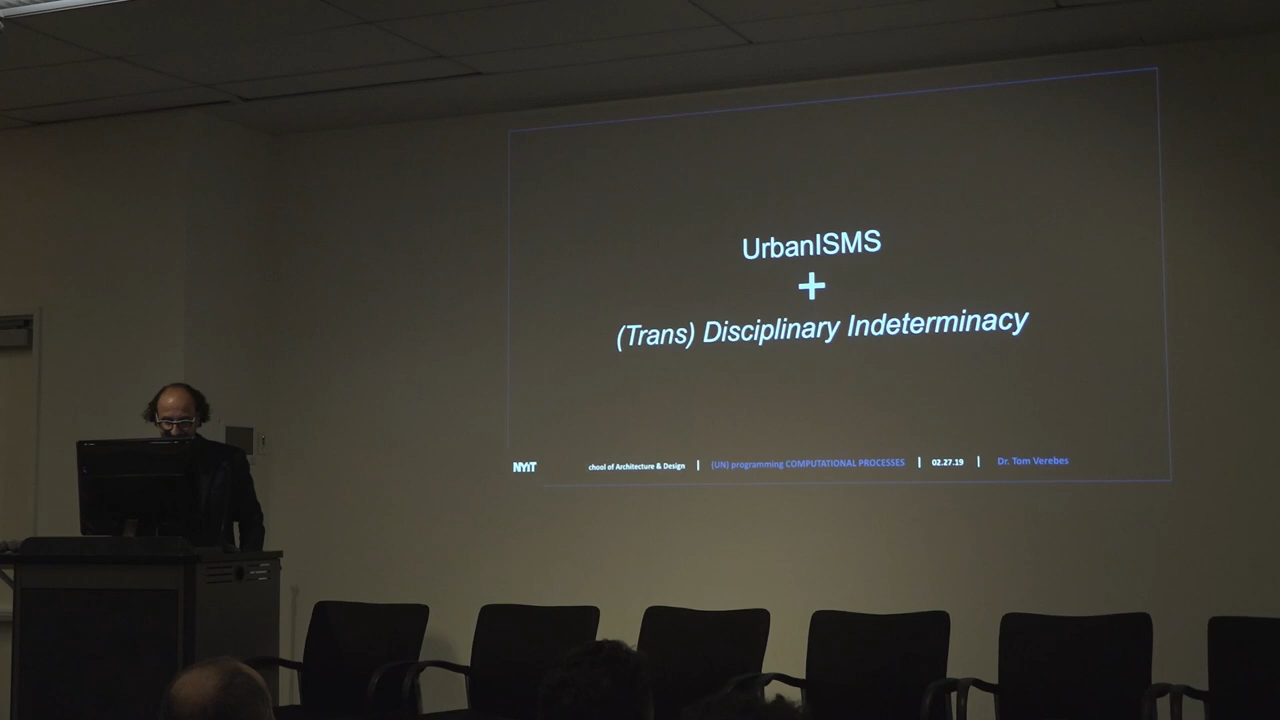 UrbanISMS
+
(Trans) Disciplinary Indeterminacy
NYIT chool of Architecture & Design | (UN) programming COMPUTATIONAL PROCESSES | 02.27.19 | Dr. Tom Verebes